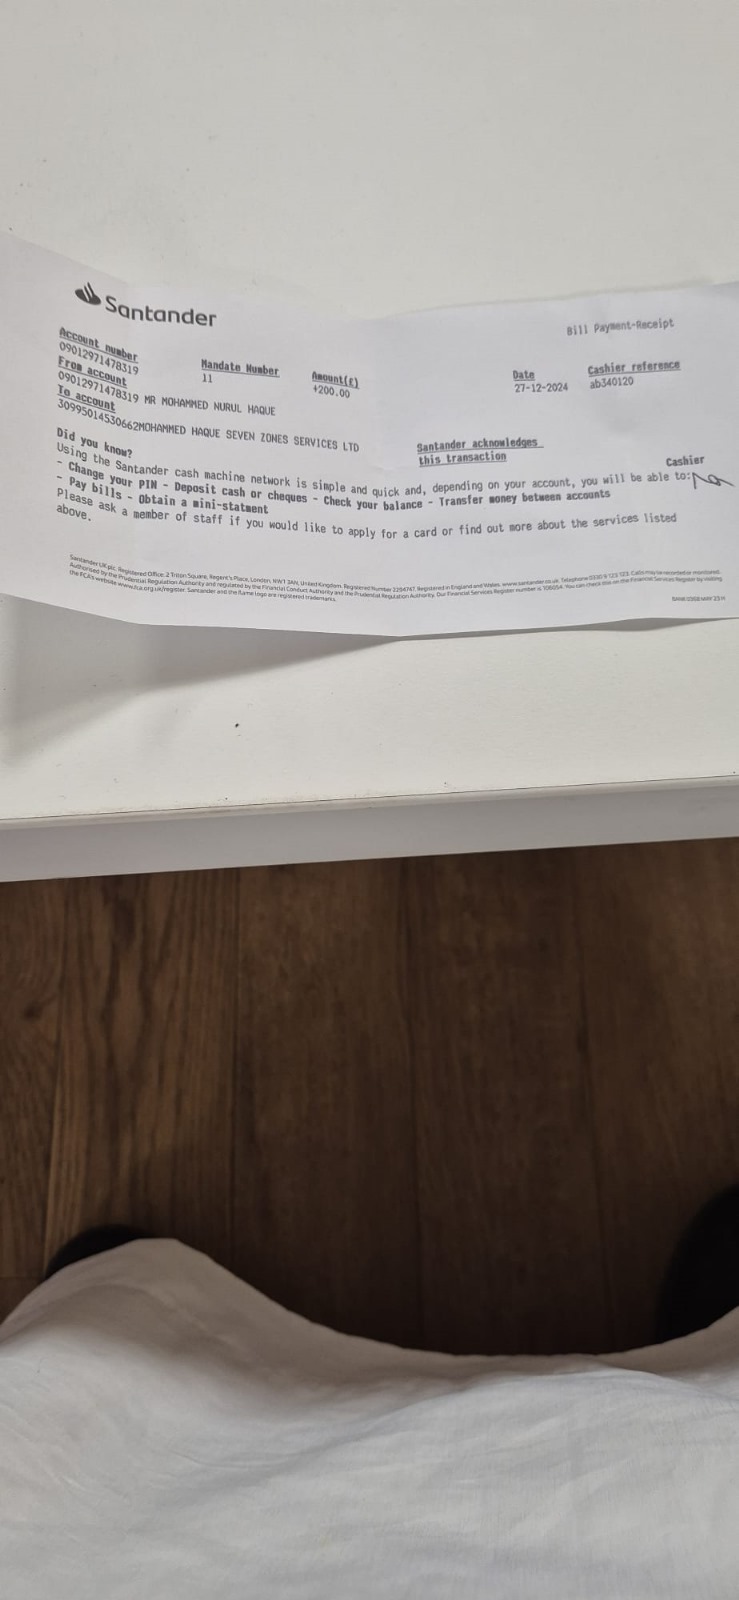 Santander
Bill Payment-Receipt
Account number Mandate Number Amount(£) Date Cashier reference
09012971478319 11 +200.00 27-12-2024 ab340120
From account
09012971478319 MR MOHAMMED NURUL HAQUE
To account
30995014530662MOHAMMED HAQUE SEVEN ZONES SERVICES LTD
Santander acknowledges
this transaction
Cashier
Did you know?
Using the Santander cash machine network is simple and quick and, depending on your account, you will be able to:
- Change your PIN - Deposit cash or cheques - Check your balance - Transfer money between accounts
- Pay bills - Obtain a mini-statment
Please ask a member of staff if you would like to apply for a card or find out more about the services listed
above.
Santander UK plc. Registered Office: 2 Triton Square, Regent's Place, London, NW1 3AN, United Kingdom. Registered Number 2294747. Registered in England and Wales. www.santander.co.uk. Telephone 0330 9 123 123. Calls may be recorded or monitored.
Authorised by the Prudential Regulation Authority and regulated by the Financial Conduct Authority and the Prudential Regulation Authority. Our Financial Services Register number is 106054. You can check this on the Financial Services Register by visiting
the FCA's website www.fca.org.uk/register. Santander and the flame logo are registered trademarks.